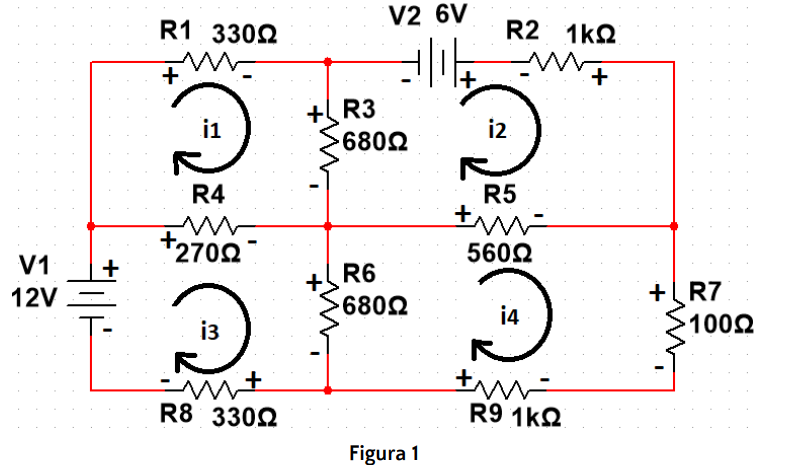 V2 6V
R1 330Ω
R2 1kΩ
+ -
- +
- +
i1
+ R3
680Ω
-
i2
R4
+ -
270Ω
R5
+ -
560Ω
V1
12V
+
-
i3
+ R6
680Ω
-
i4
+ R7
100Ω
-
- +
R8 330Ω
+ -
R9 1kΩ
Figura 1